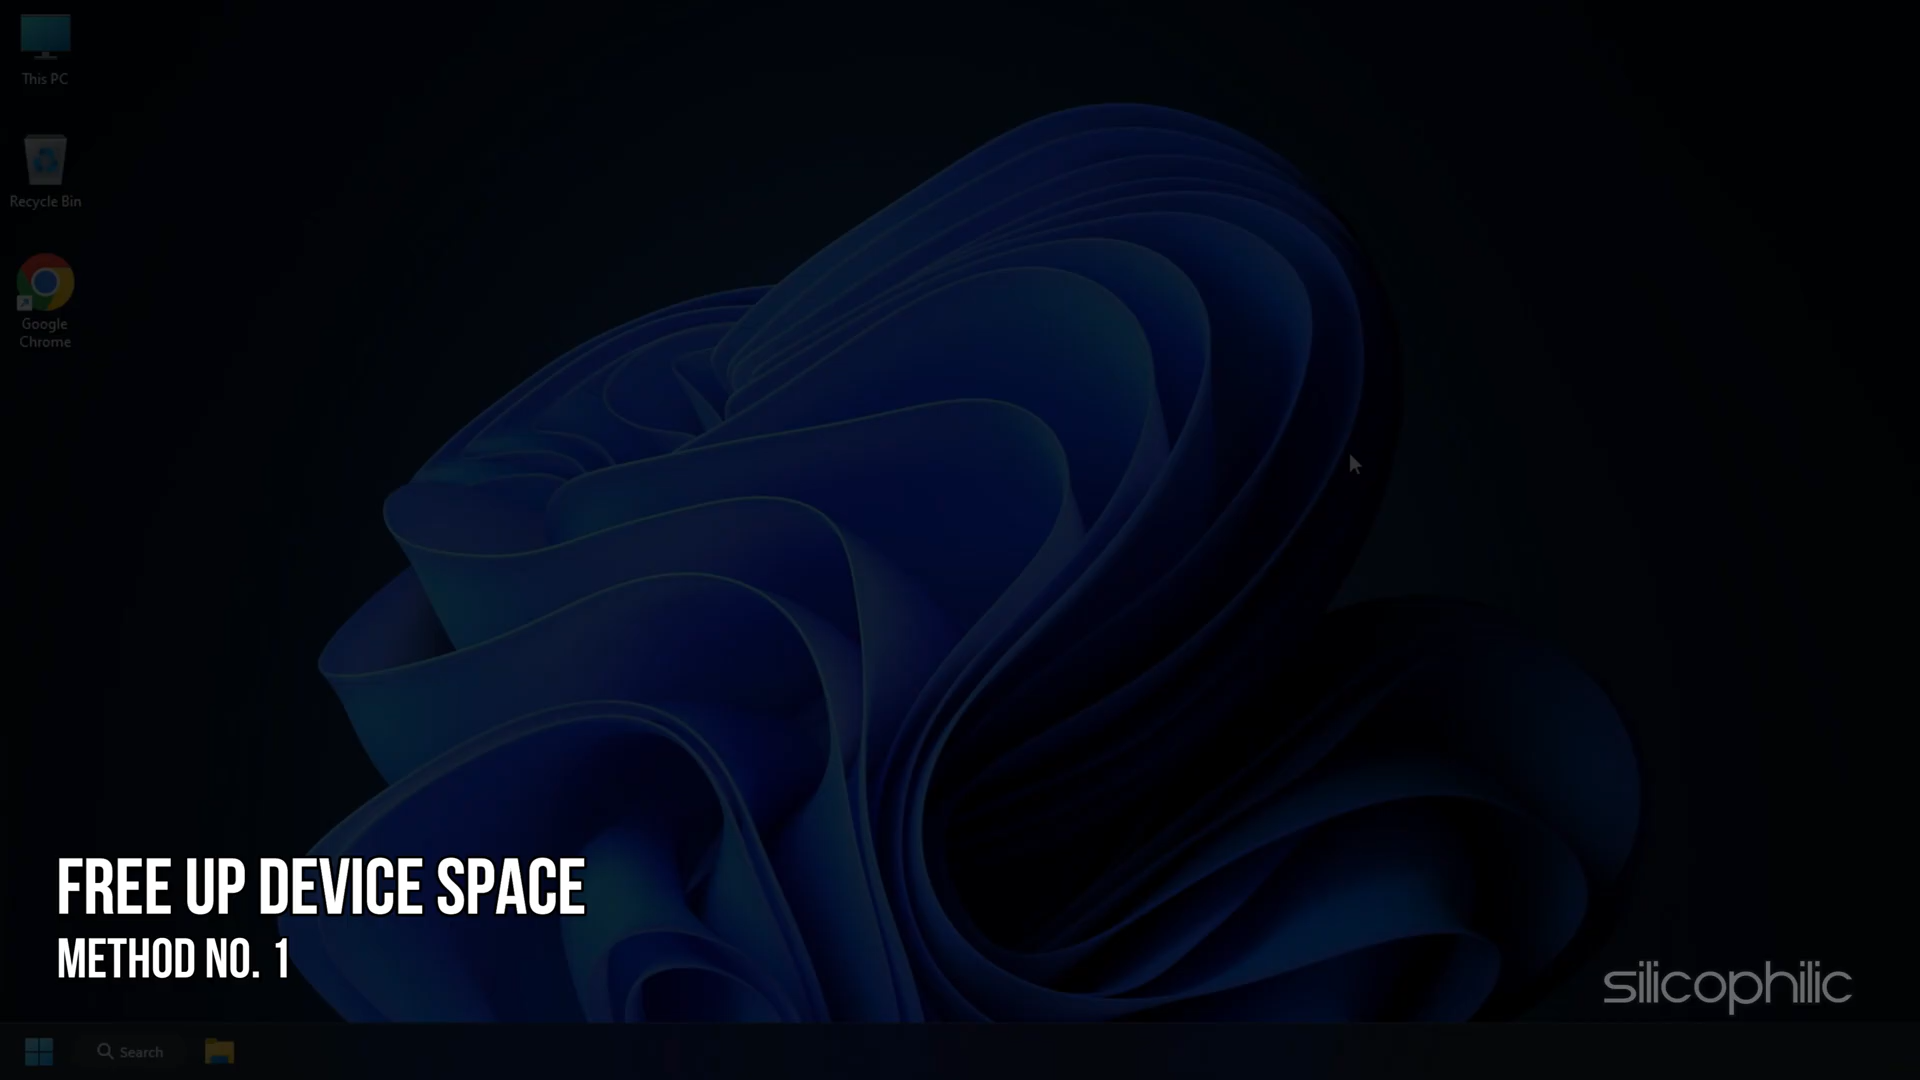 This PC
Recycle Bin
Google
Chrome
FREE UP DEVICE SPACE
METHOD NO. 1
silicophilic
Search